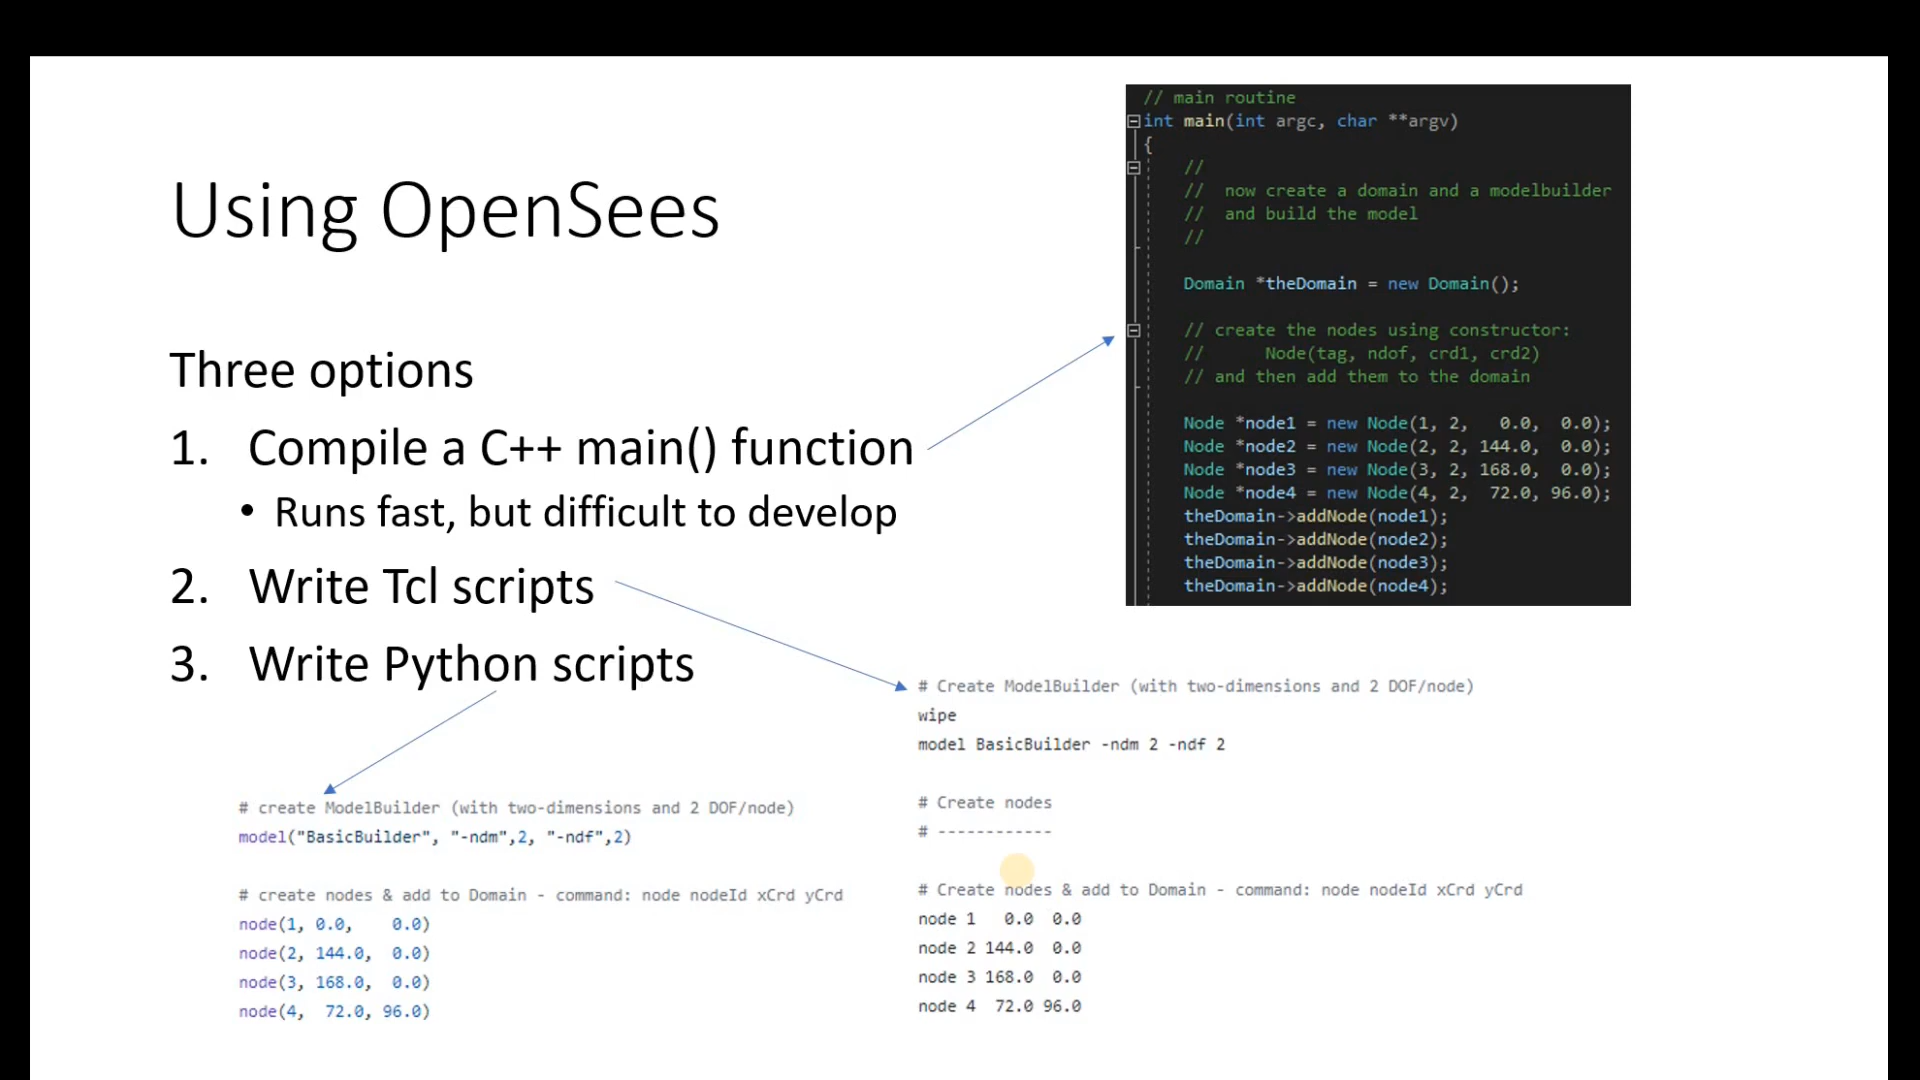 Using OpenSees
Three options
1. Compile a C++ main() function
• Runs fast, but difficult to develop
2. Write Tcl scripts
3. Write Python scripts
// main routine
int main(int argc, char **argv)
{
//
// now create a domain and a modelbuilder
// and build the model
//
Domain *theDomain = new Domain();
// create the nodes using constructor:
// Node(tag, ndof, crd1, crd2)
// and then add them to the domain
Node *node1 = new Node(1, 2, 0.0, 0.0);
Node *node2 = new Node(2, 2, 144.0, 0.0);
Node *node3 = new Node(3, 2, 168.0, 0.0);
Node *node4 = new Node(4, 2, 72.0, 96.0);
theDomain->addNode(node1);
theDomain->addNode(node2);
theDomain->addNode(node3);
theDomain->addNode(node4);
# Create ModelBuilder (with two-dimensions and 2 DOF/node)
wipe
model BasicBuilder -ndm 2 -ndf 2
# Create nodes
# ------------
# Create nodes & add to Domain - command: node nodeId xCrd yCrd
node 1 0.0 0.0
node 2 144.0 0.0
node 3 168.0 0.0
node 4 72.0 96.0
# create ModelBuilder (with two-dimensions and 2 DOF/node)
model("BasicBuilder", "-ndm",2, "-ndf",2)
# create nodes & add to Domain - command: node nodeId xCrd yCrd
node(1, 0.0, 0.0)
node(2, 144.0, 0.0)
node(3, 168.0, 0.0)
node(4, 72.0, 96.0)